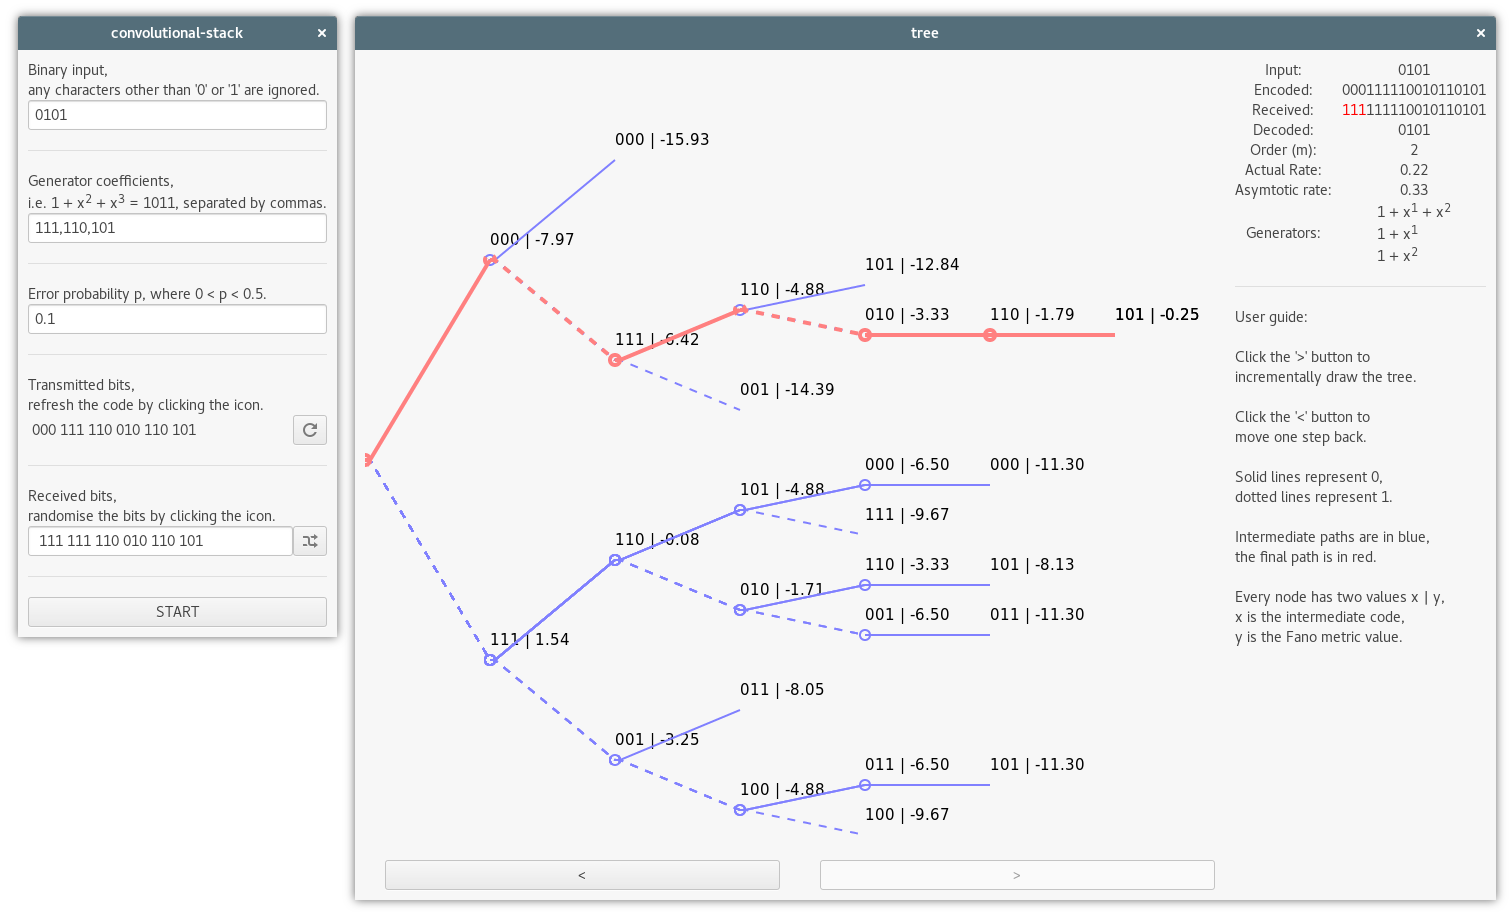 convolutional-stack ×
Binary input,
any characters other than '0' or '1' are ignored.
0101
Generator coefficients,
i.e. 1 + x² + x³ = 1011, separated by commas.
111,110,101
Error probability p, where 0 < p < 0.5.
0.1
Transmitted bits,
refresh the code by clicking the icon.
000 111 110 010 110 101
Received bits,
randomise the bits by clicking the icon.
111 111 110 010 110 101
START
tree ×
000 | -15.93
000 | -7.97
101 | -12.84
110 | -4.88
010 | -3.33 110 | -1.79 101 | -0.25
111 | -6.42
001 | -14.39
000 | -6.50 000 | -11.30
101 | -4.88
111 | -9.67
110 | -0.08
110 | -3.33 101 | -8.13
010 | -1.71
001 | -6.50 011 | -11.30
111 | 1.54
011 | -8.05
001 | -3.25
011 | -6.50 101 | -11.30
100 | -4.88
100 | -9.67
<
>
Input: 0101
Encoded: 000111110010110101
Received: 111111110010110101
Decoded: 0101
Order (m): 2
Actual Rate: 0.22
Asymtotic rate: 0.33
1 + x¹ + x²
Generators: 1 + x¹
1 + x²
User guide:
Click the '>' button to
incrementally draw the tree.
Click the '<' button to
move one step back.
Solid lines represent 0,
dotted lines represent 1.
Intermediate paths are in blue,
the final path is in red.
Every node has two values x | y,
x is the intermediate code,
y is the Fano metric value.